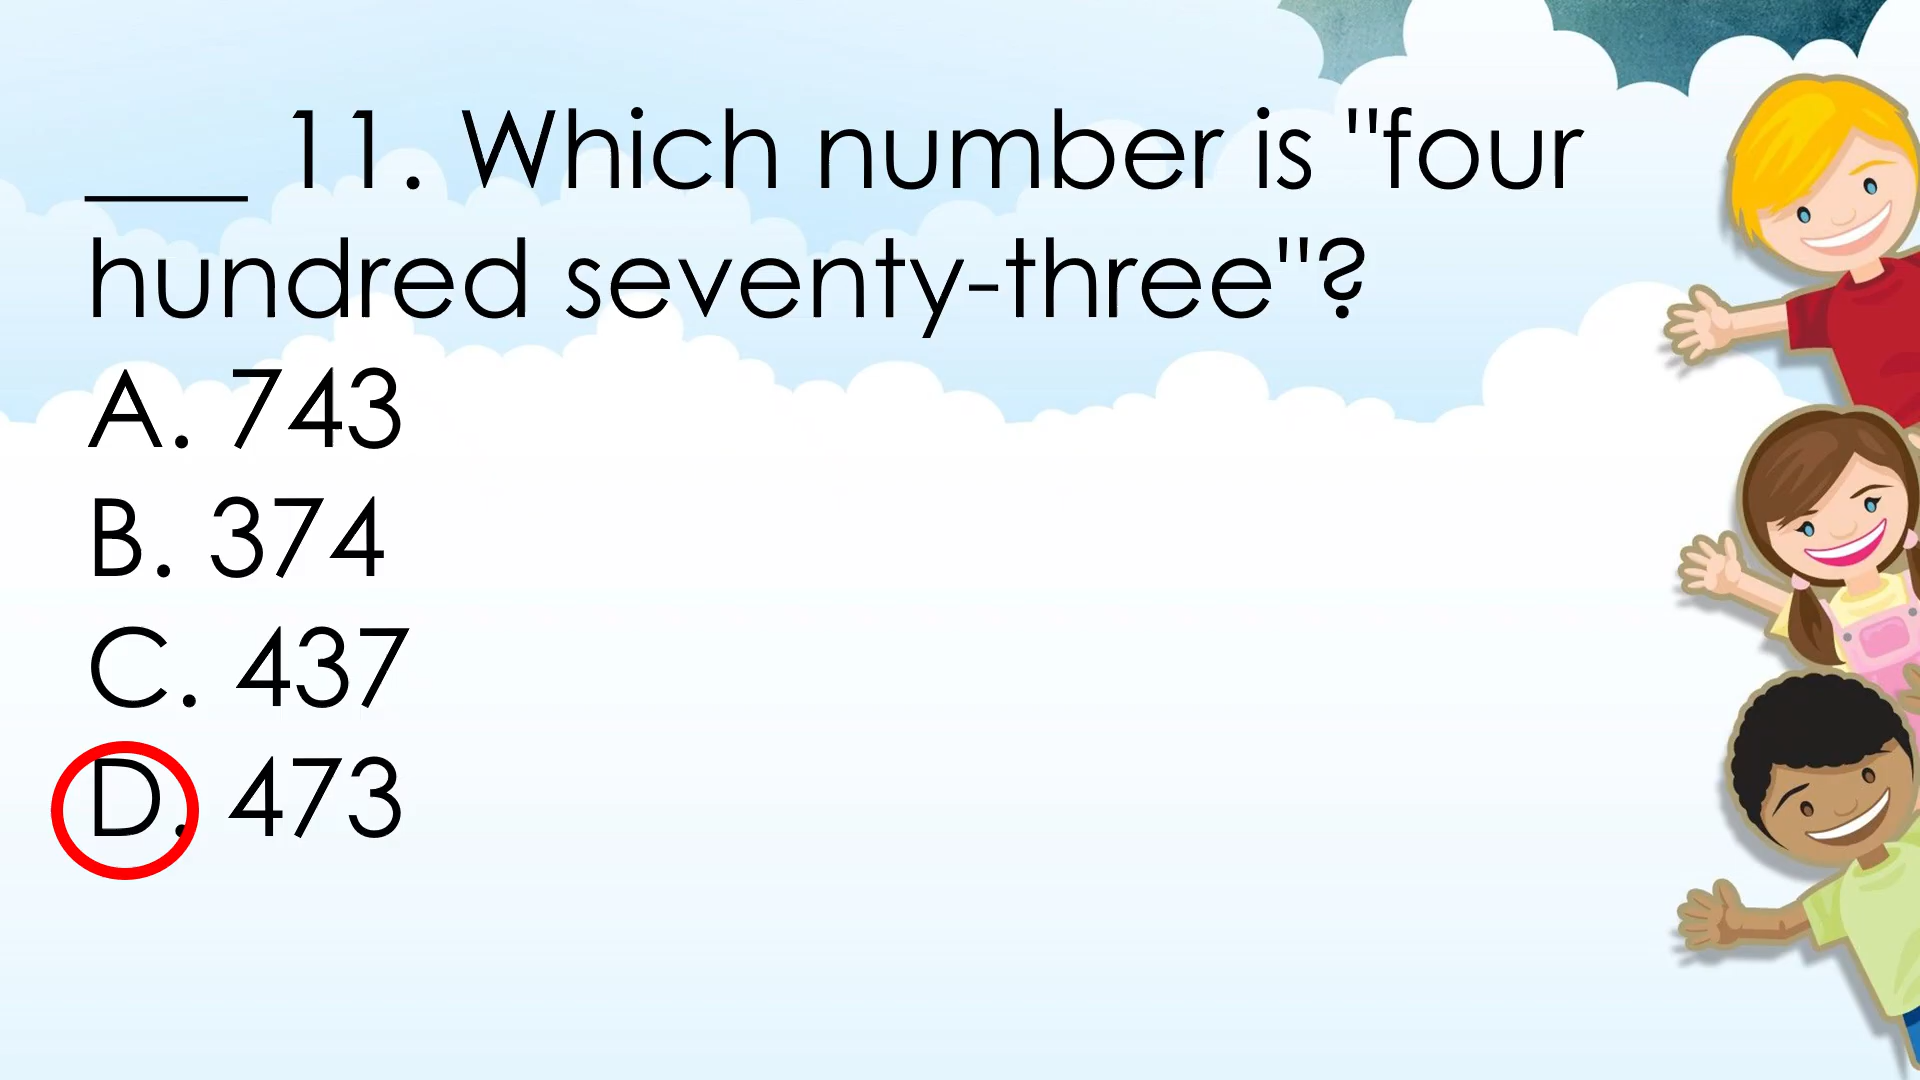 ___ 11. Which number is "four
hundred seventy-three"?
A. 743
B. 374
C. 437
D. 473